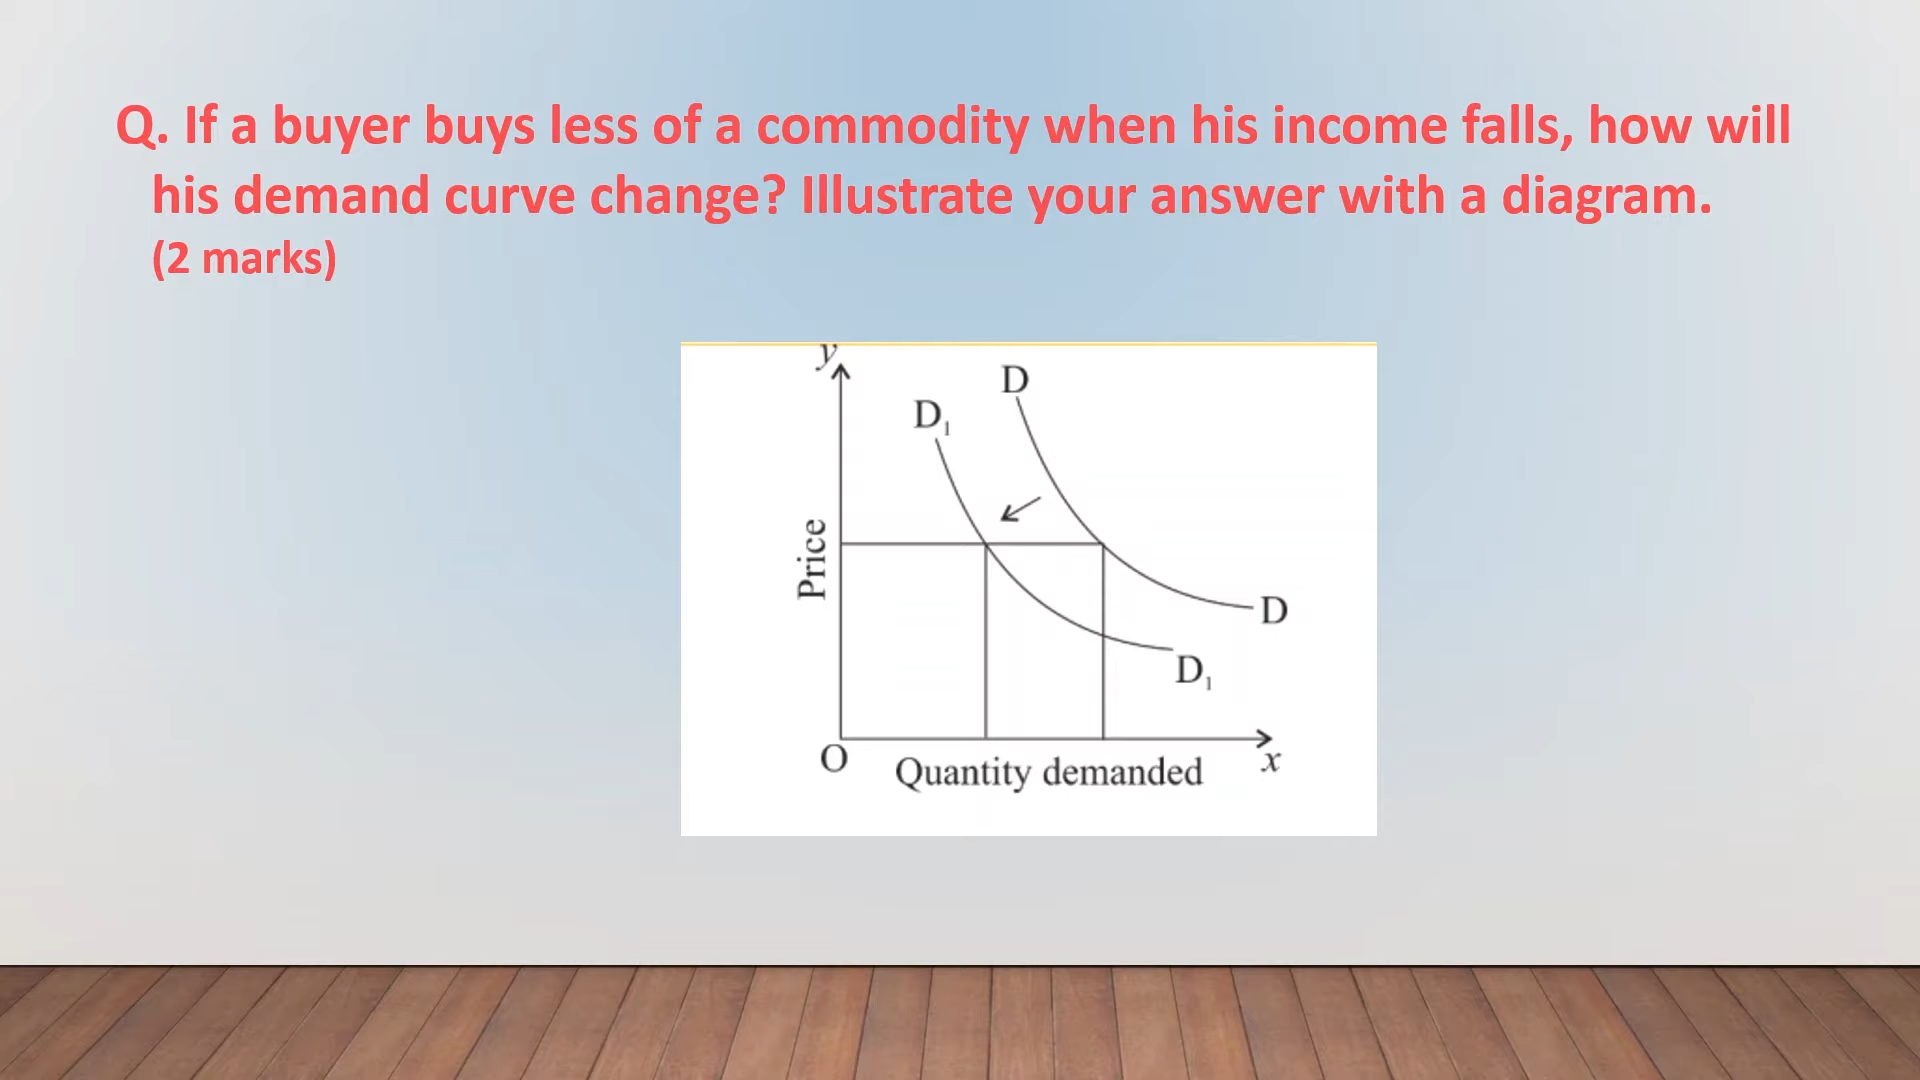 Q. If a buyer buys less of a commodity when his income falls, how will
his demand curve change? Illustrate your answer with a diagram.
(2 marks)
y
D
D₁
Price
D
D₁
O
Quantity demanded
x